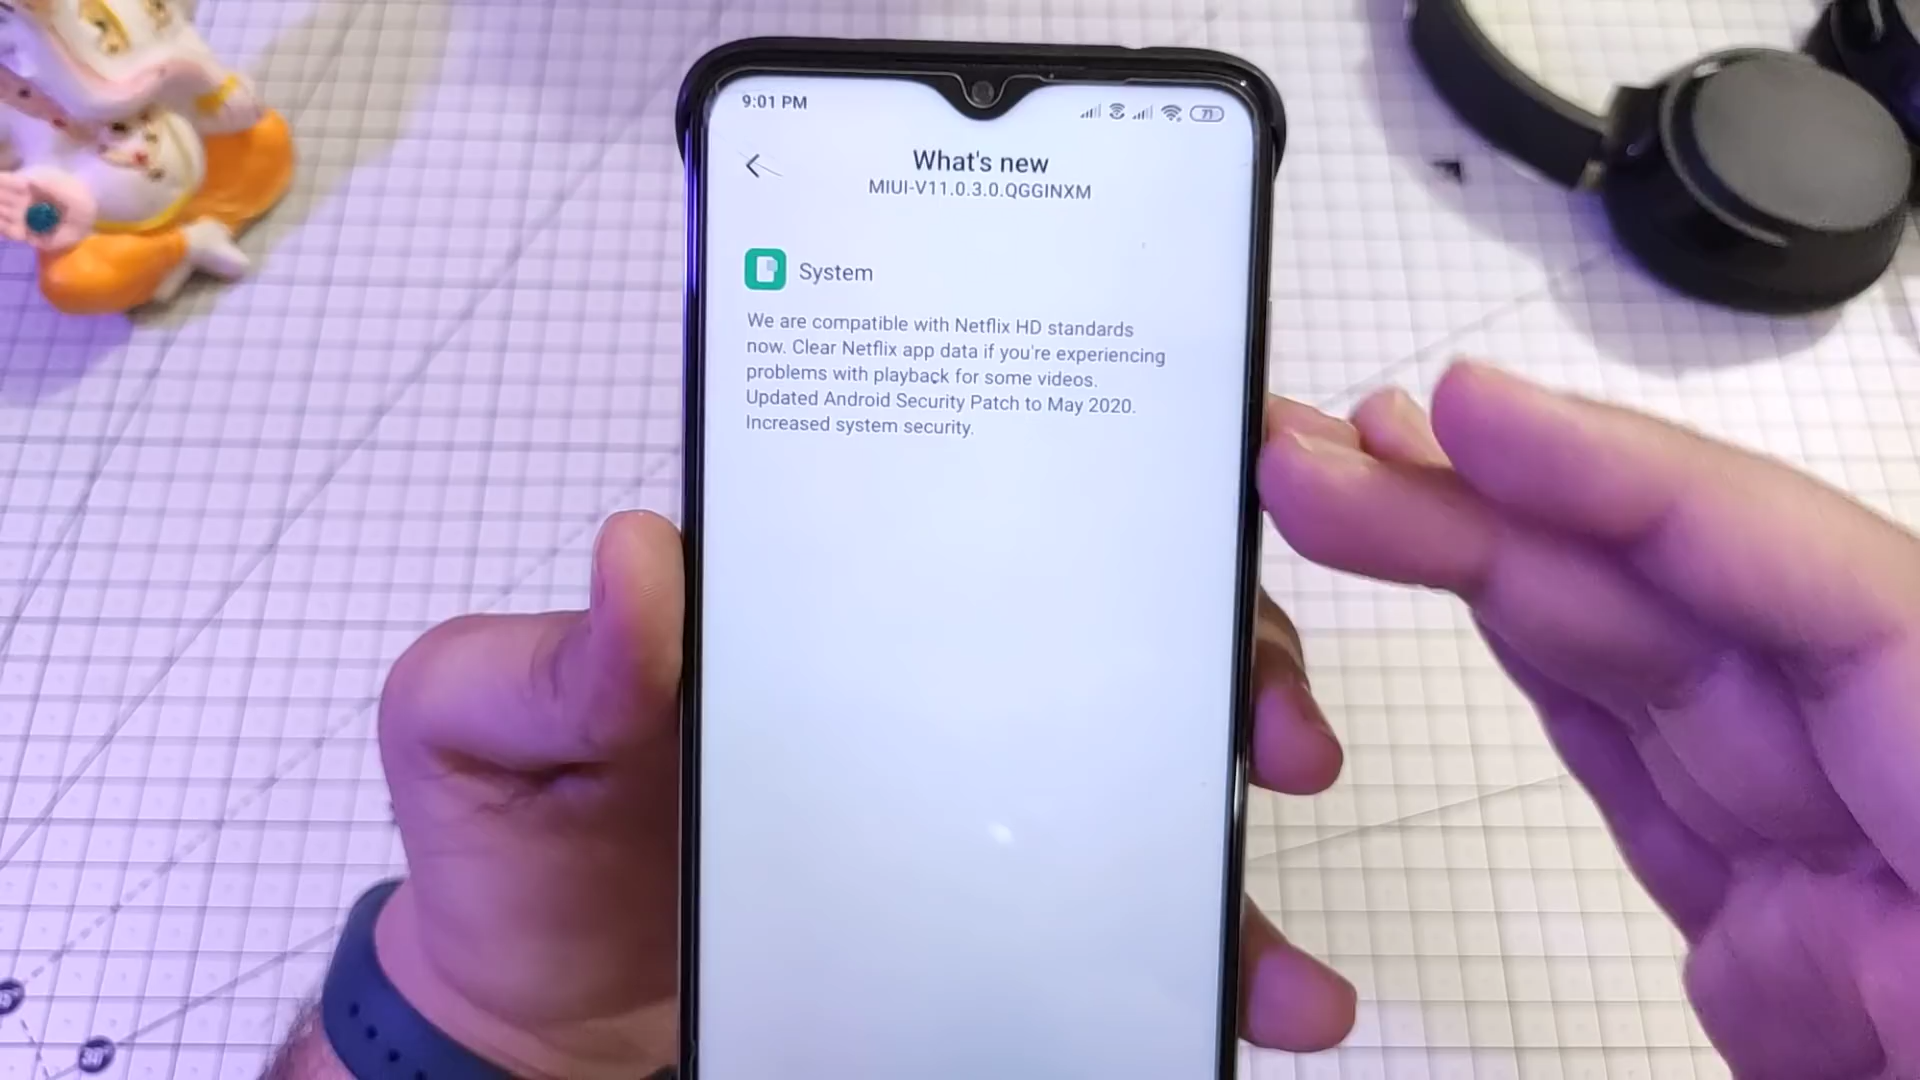 9:01 PM
71
What's new
MIUI-V11.0.3.0.QGGINXM
System
We are compatible with Netflix HD standards
now. Clear Netflix app data if you're experiencing
problems with playback for some videos.
Updated Android Security Patch to May 2020.
Increased system security.
30°